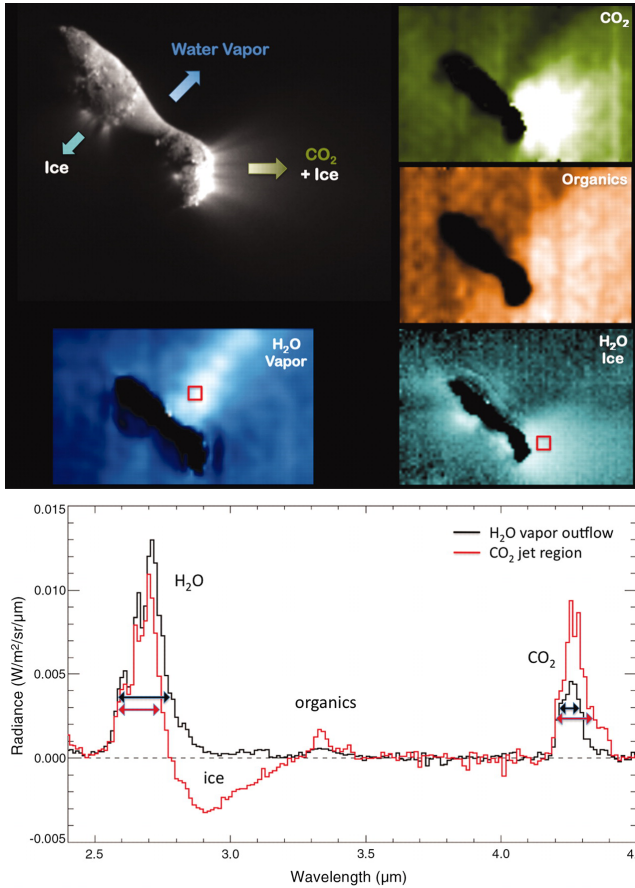 Water Vapor
Ice
CO₂
+ Ice
CO₂
Organics
H₂O
Vapor
H₂O
Ice
0.015
0.010
0.005
0.000
-0.005
Radiance (W/m²/sr/μm)
H₂O vapor outflow
CO₂ jet region
H₂O
CO₂
organics
ice
2.5
3.0
3.5
4.0
4
Wavelength (μm)